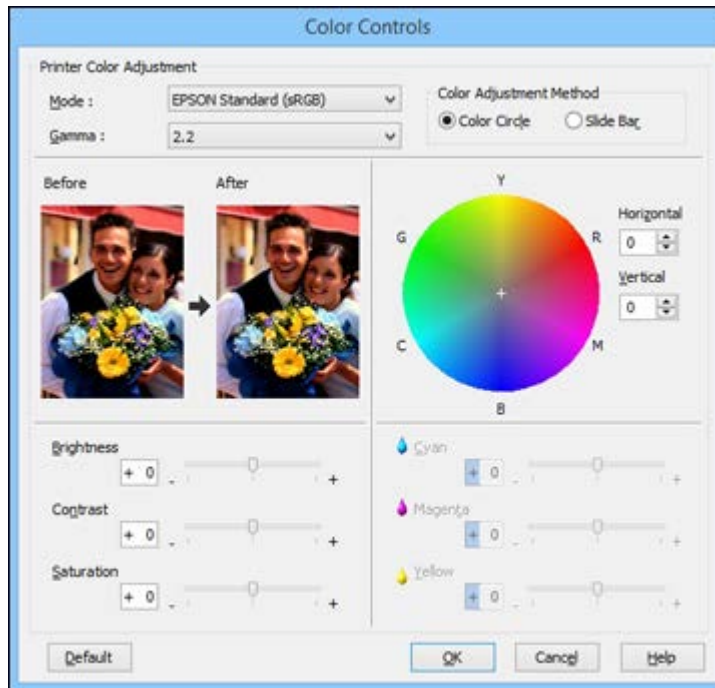 Color Controls
Printer Color Adjustment
Mode : EPSON Standard (sRGB)
Gamma : 2.2
Color Adjustment Method
Color Circle Slide Bar
Before After
Y
G R
C M
B
Horizontal
0
Vertical
0
Brightness
+ 0 - +
Contrast
+ 0 - +
Saturation
+ 0 - +
Cyan
+ 0 - +
Magenta
+ 0 - +
Yellow
+ 0 - +
Default OK Cancel Help